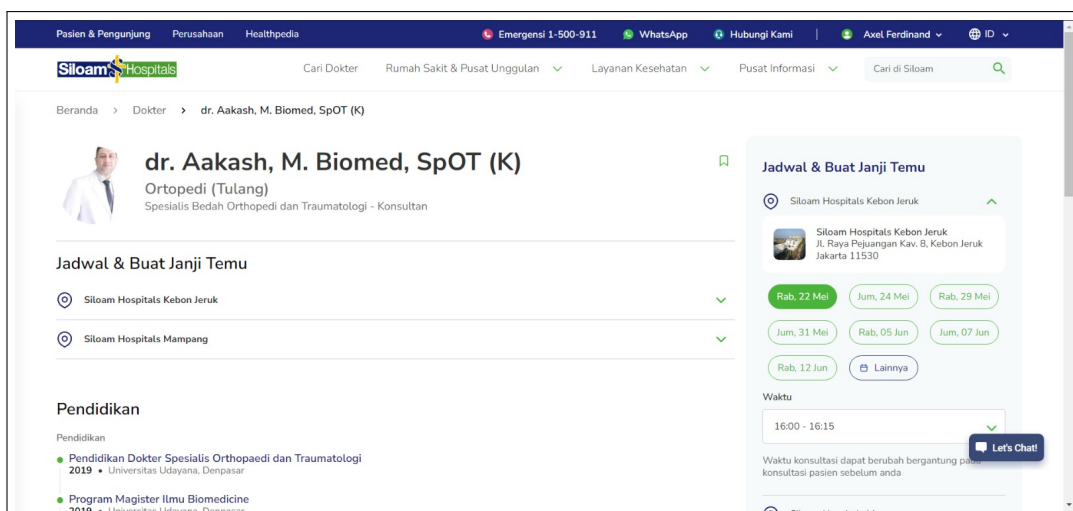 Pasien & Pengunjung Perusahaan Healthpedia Emergensi 1-500-911 WhatsApp Hubungi Kami | Axel Ferdinand ID
Siloam Hospitals Cari Dokter Rumah Sakit & Pusat Unggulan Layanan Kesehatan Pusat Informasi Cari di Siloam
Beranda > Dokter > dr. Aakash, M. Biomed, SpOT (K)
dr. Aakash, M. Biomed, SpOT (K)
Ortopedi (Tulang)
Spesialis Bedah Orthopedi dan Traumatologi - Konsultan
Jadwal & Buat Janji Temu
Siloam Hospitals Kebon Jeruk
Siloam Hospitals Mampang
Pendidikan
Pendidikan
Pendidikan Dokter Spesialis Orthopaedi dan Traumatologi
2019 • Universitas Udayana, Denpasar
Program Magister Ilmu Biomedicine
2019 • Universitas Udayana, Denpasar
Jadwal & Buat Janji Temu
Siloam Hospitals Kebon Jeruk
Siloam Hospitals Kebon Jeruk
Jl. Raya Pejuangan Kav. 8, Kebon Jeruk
Jakarta 11530
Rab, 22 Mei Jum, 24 Mei Rab, 29 Mei
Jum, 31 Mei Rab, 05 Jun Jum, 07 Jun
Rab, 12 Jun Lainnya
Waktu
16:00 - 16:15
Let's Chat!
Waktu konsultasi dapat berubah bergantung pada
konsultasi pasien sebelum anda